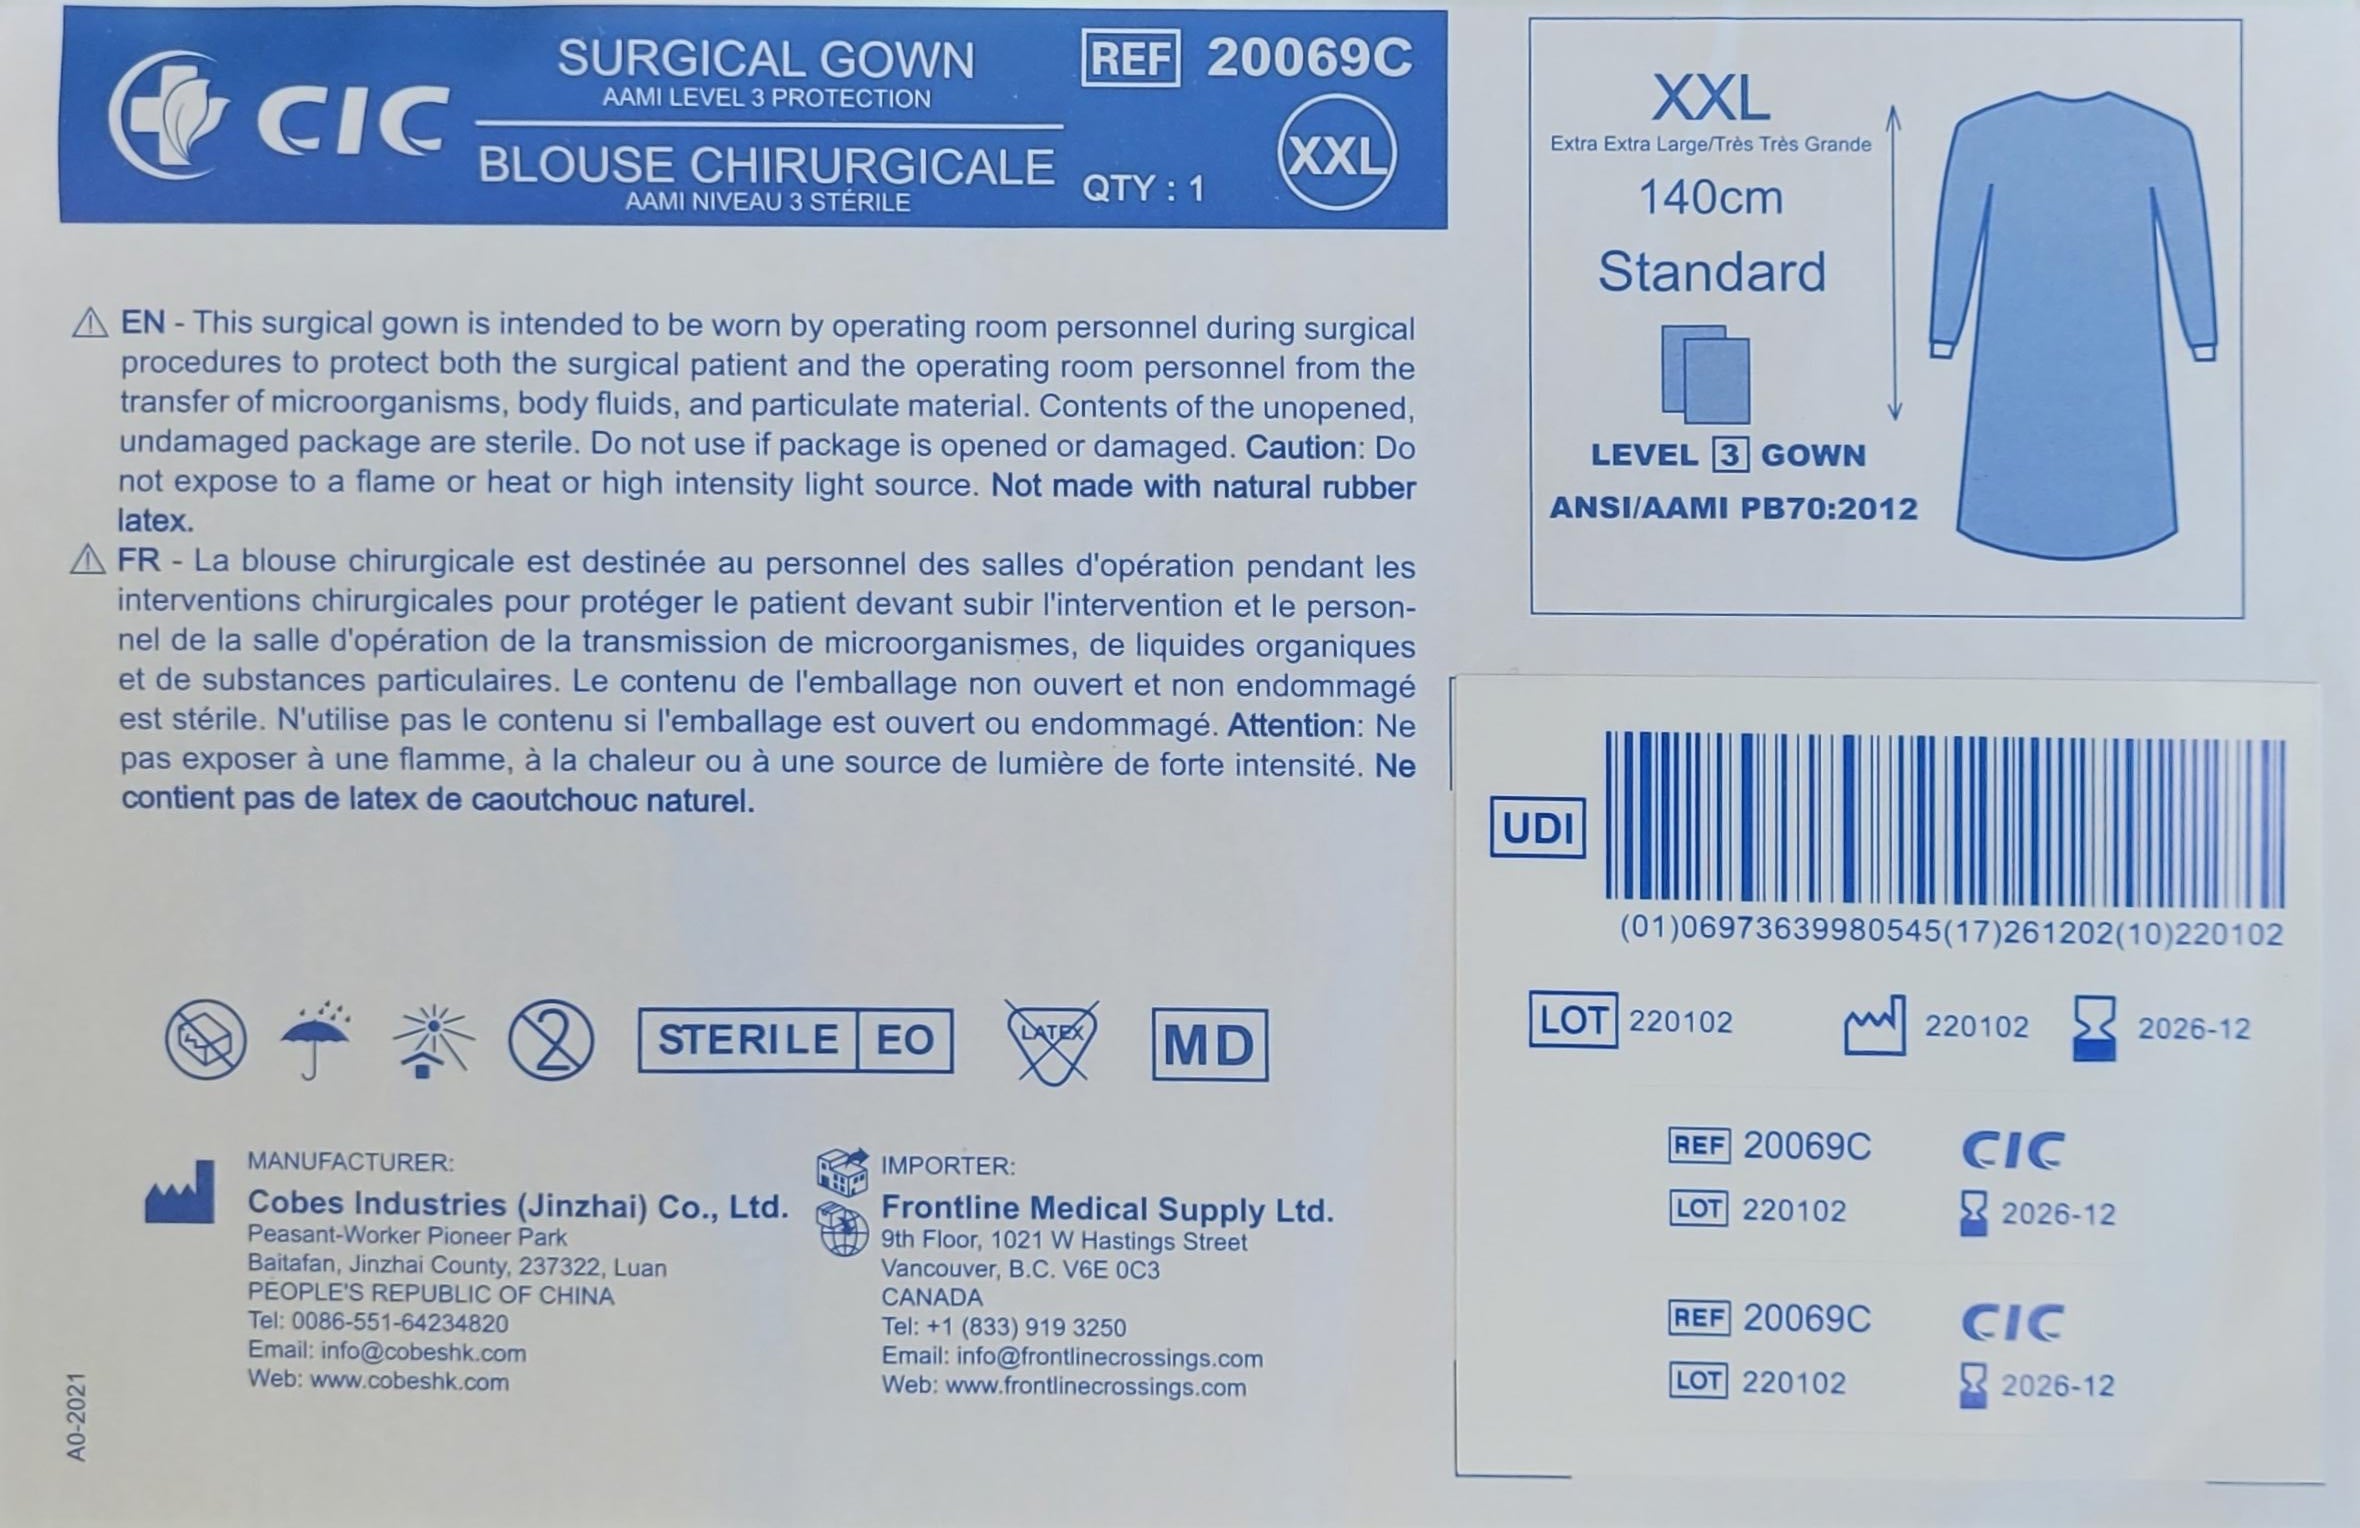 CIC
SURGICAL GOWN
AAMI LEVEL 3 PROTECTION
BLOUSE CHIRURGICALE
AAMI NIVEAU 3 STÉRILE
REF 20069C
QTY : 1
XXL
EN - This surgical gown is intended to be worn by operating room personnel during surgical
procedures to protect both the surgical patient and the operating room personnel from the
transfer of microorganisms, body fluids, and particulate material. Contents of the unopened,
undamaged package are sterile. Do not use if package is opened or damaged. Caution: Do
not expose to a flame or heat or high intensity light source. Not made with natural rubber
latex.
FR - La blouse chirurgicale est destinée au personnel des salles d'opération pendant les
interventions chirurgicales pour protéger le patient devant subir l'intervention et le person-
nel de la salle d'opération de la transmission de microorganismes, de liquides organiques
et de substances particulaires. Le contenu de l'emballage non ouvert et non endommagé
est stérile. N'utilise pas le contenu si l'emballage est ouvert ou endommagé. Attention: Ne
pas exposer à une flamme, à la chaleur ou à une source de lumière de forte intensité. Ne
contient pas de latex de caoutchouc naturel.
2
STERILE EO
LATEX
MD
MANUFACTURER:
Cobes Industries (Jinzhai) Co., Ltd.
Peasant-Worker Pioneer Park
Baitafan, Jinzhai County, 237322, Luan
PEOPLE'S REPUBLIC OF CHINA
Tel: 0086-551-64234820
Email: info@cobeshk.com
Web: www.cobeshk.com
IMPORTER:
Frontline Medical Supply Ltd.
9th Floor, 1021 W Hastings Street
Vancouver, B.C. V6E 0C3
CANADA
Tel: +1 (833) 919 3250
Email: info@frontlinecrossings.com
Web: www.frontlinecrossings.com
A0-2021
XXL
Extra Extra Large/Très Très Grande
140cm
Standard
LEVEL 3 GOWN
ANSI/AAMI PB70:2012
UDI
(01)06973639980545(17)261202(10)220102
LOT 220102 220102 2026-12
REF 20069C CIC
LOT 220102 2026-12
REF 20069C CIC
LOT 220102 2026-12